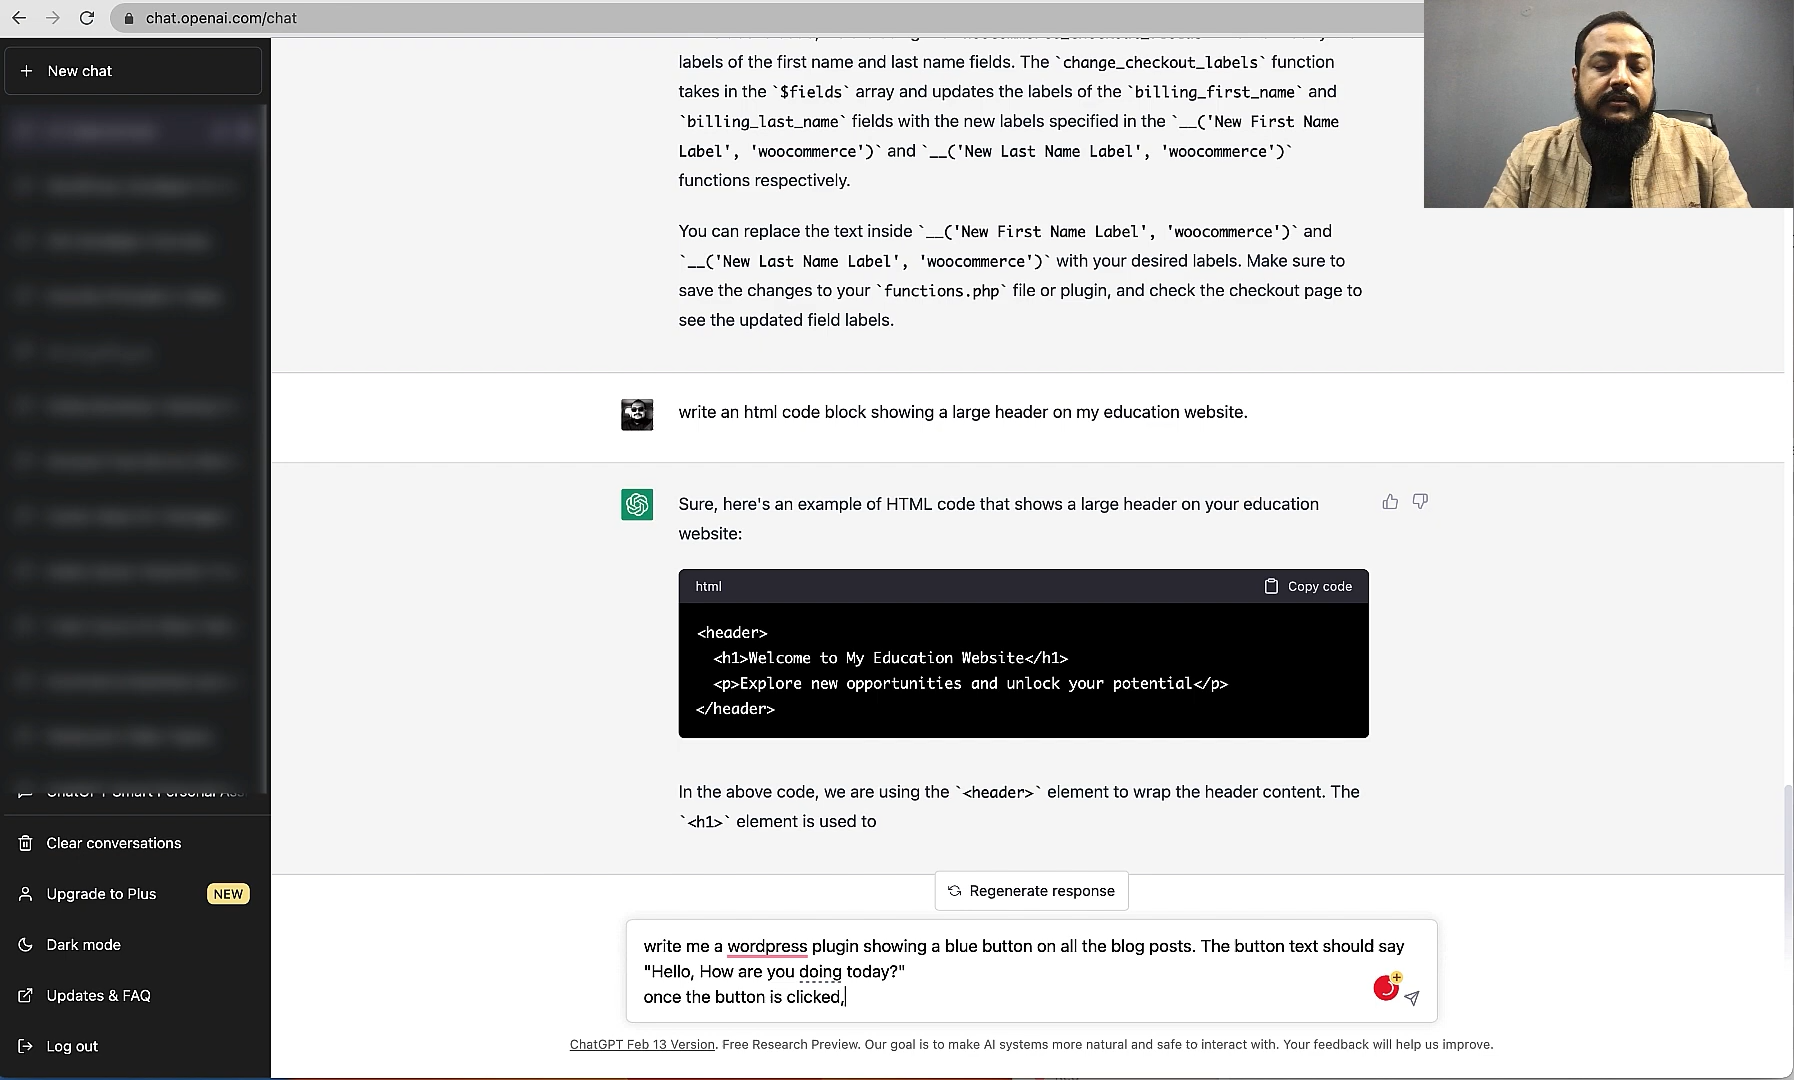 chat.openai.com/chat
New chat
Clear conversations
Upgrade to Plus
NEW
Dark mode
Updates & FAQ
Log out
labels of the first name and last name fields. The `change_checkout_labels` function
takes in the `$fields` array and updates the labels of the `billing_first_name` and
`billing_last_name` fields with the new labels specified in the `__('New First Name
Label', 'woocommerce')` and `__('New Last Name Label', 'woocommerce')`
functions respectively.
You can replace the text inside `__('New First Name Label', 'woocommerce')` and
`__('New Last Name Label', 'woocommerce')` with your desired labels. Make sure to
save the changes to your `functions.php` file or plugin, and check the checkout page to
see the updated field labels.
write an html code block showing a large header on my education website.
Sure, here's an example of HTML code that shows a large header on your education
website:
html
Copy code
<header>
<h1>Welcome to My Education Website</h1>
<p>Explore new opportunities and unlock your potential</p>
</header>
In the above code, we are using the `<header>` element to wrap the header content. The
`<h1>` element is used to
Regenerate response
write me a wordpress plugin showing a blue button on all the blog posts. The button text should say
"Hello, How are you doing today?"
once the button is clicked,
ChatGPT Feb 13 Version. Free Research Preview. Our goal is to make AI systems more natural and safe to interact with. Your feedback will help us improve.